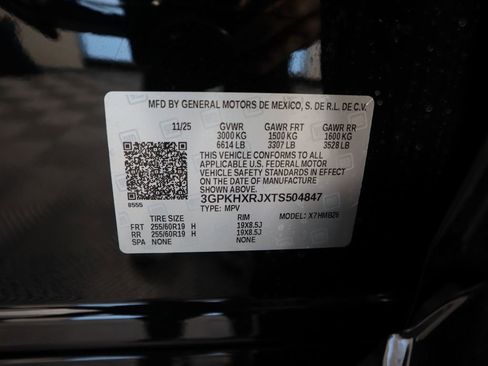 MFD BY GENERAL MOTORS DE MEXICO, S. DE R.L. DE C.V.
11/25 GVWR GAWR FRT GAWR RR
3000 KG 1500 KG 1600 KG
6614 LB 3307 LB 3528 LB
THIS VEHICLE CONFORMS TO ALL
APPLICABLE U.S. FEDERAL MOTOR
VEHICLE SAFETY STANDARDS IN EFFECT
ON THE DATE OF MANUFACTURE
SHOWN ABOVE.
8555 3GPKHXRJXTS504847
TYPE: MPV MODEL: X7HMB26
TIRE SIZE RIM
FRT 255/60R19 H 19X8.5J
RR 255/60R19 H 19X8.5J
SPA NONE NONE